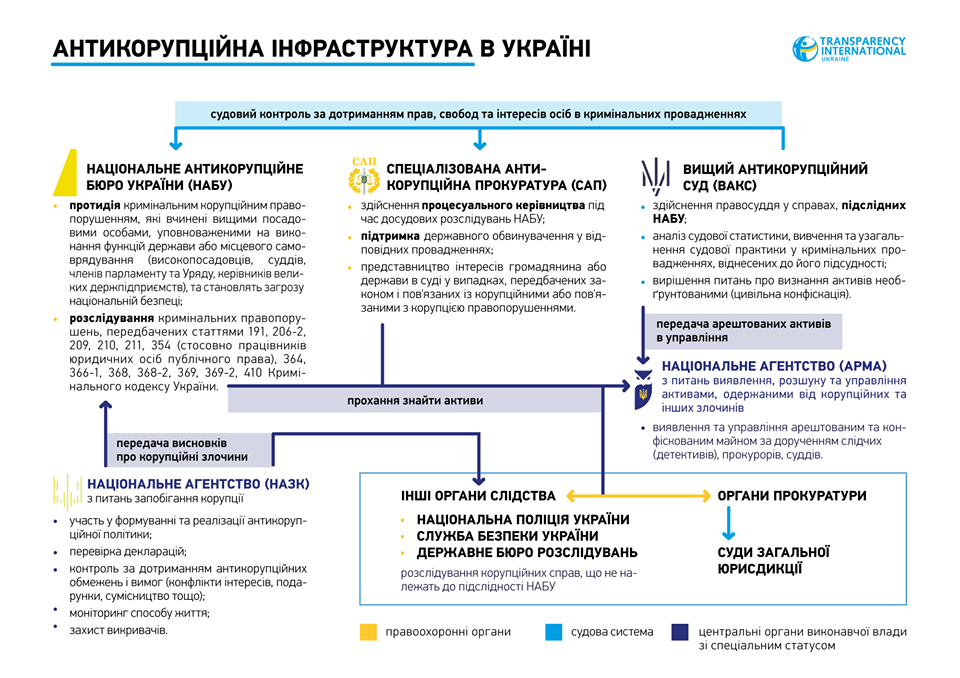 АНТИКОРУПЦІЙНА ІНФРАСТРУКТУРА В УКРАЇНІ
TRANSPARENCY
INTERNATIONAL
UKRAINE
судовий контроль за дотриманням прав, свобод та інтересів осіб в кримінальних провадженнях
НАЦІОНАЛЬНЕ АНТИКОРУПЦІЙНЕ
БЮРО УКРАЇНИ (НАБУ)
• протидія кримінальним корупційним право-
порушенням, які вчинені вищими посадо-
вими особами, уповноваженими на вико-
нання функцій держави або місцевого само-
врядування (високопосадовців, суддів,
членів парламенту та Уряду, керівників вели-
ких держпідприємств), та становлять загрозу
національній безпеці;
• розслідування кримінальних правопору-
шень, передбачених статтями 191, 206-2,
209, 210, 211, 354 (стосовно працівників
юридичних осіб публічного права), 364,
366-1, 368, 368-2, 369, 369-2, 410 Кримі-
нального кодексу України.
САП
СПЕЦІАЛІЗОВАНА АНТИ-
КОРУПЦІЙНА ПРОКУРАТУРА (САП)
• здійснення процесуального керівництва під
час досудових розслідувань НАБУ;
• підтримка державного обвинувачення у від-
повідних провадженнях;
• представництво інтересів громадянина або
держави в суді у випадках, передбачених за-
коном і пов'язаних із корупційними або пов'я-
заними з корупцією правопорушеннями.
ВИЩИЙ АНТИКОРУПЦІЙНИЙ
СУД (ВАКС)
• здійснення правосуддя у справах, підслідних
НАБУ;
• аналіз судової статистики, вивчення та узагаль-
нення судової практики у кримінальних про-
вадженнях, віднесених до його підсудності;
• вирішення питань про визнання активів необ-
ґрунтованими (цивільна конфіскація).
передача арештованих активів
в управління
НАЦІОНАЛЬНЕ АГЕНТСТВО (АРМА)
з питань виявлення, розшуку та управління
активами, одержаними від корупційних та
інших злочинів
• виявлення та управління арештованим та кон-
фіскованим майном за дорученням слідчих
(детективів), прокурорів, суддів.
прохання знайти активи
передача висновків
про корупційні злочини
НАЦІОНАЛЬНЕ АГЕНТСТВО (НАЗК)
з питань запобігання корупції
• участь у формуванні та реалізації антикоруп-
ційної політики;
• перевірка декларацій;
• контроль за дотриманням антикорупційних
обмежень і вимог (конфлікти інтересів, пода-
рунки, сумісництво тощо);
• моніторинг способу життя;
• захист викривачів.
ІНШІ ОРГАНИ СЛІДСТВА
• НАЦІОНАЛЬНА ПОЛІЦІЯ УКРАЇНИ
• СЛУЖБА БЕЗПЕКИ УКРАЇНИ
• ДЕРЖАВНЕ БЮРО РОЗСЛІДУВАНЬ
розслідування корупційних справ, що не на-
лежать до підслідності НАБУ
ОРГАНИ ПРОКУРАТУРИ
СУДИ ЗАГАЛЬНОЇ
ЮРИСДИКЦІЇ
правоохоронні органи
судова система
центральні органи виконавчої влади
зі спеціальним статусом